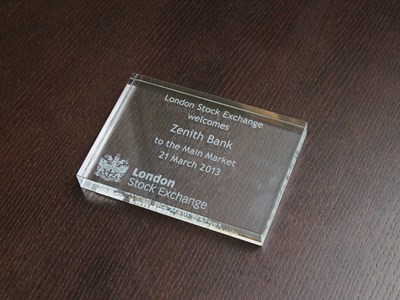 London Stock Exchange
welcomes
Zenith Bank
to the Main Market
21 March 2013
London
Stock Exchange